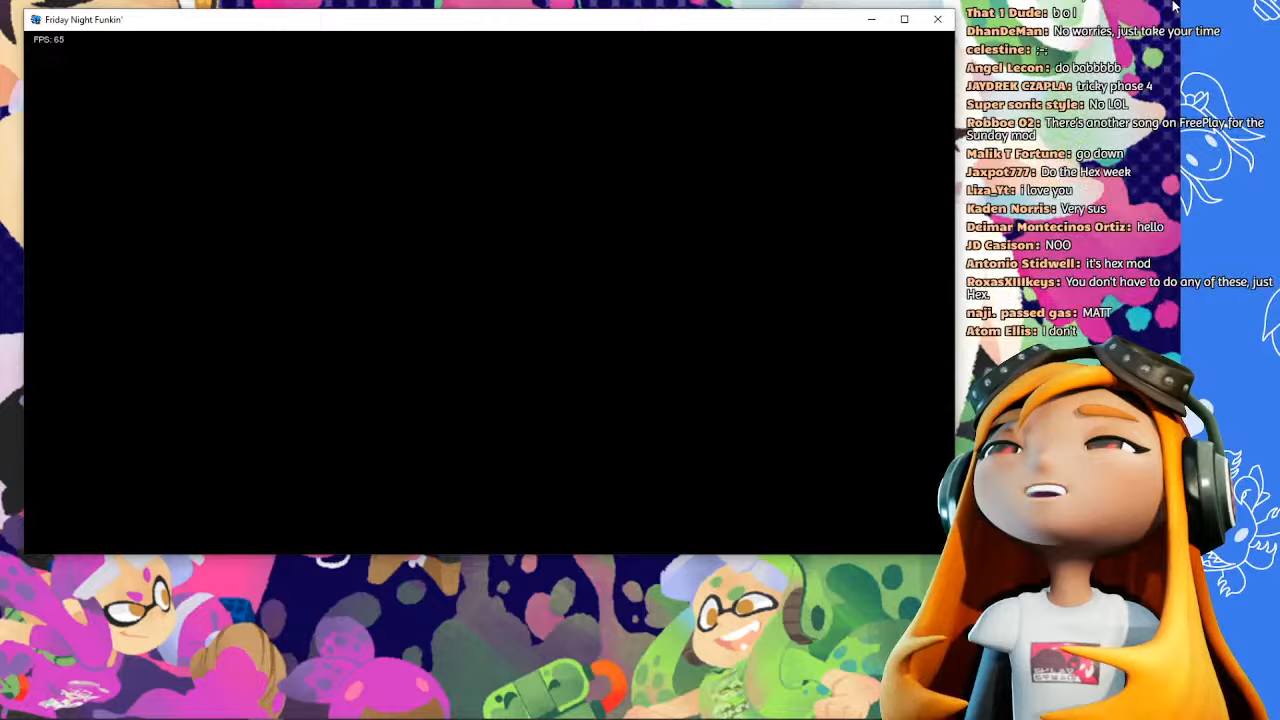 Friday Night Funkin'
FPS: 65
That 1 Dude: b o l
DhanDeMan: No worries, just take your time
celestine: ;-;
Angel Lecon: do bobbbbb
JAYDREK CZAPLA: tricky phase 4
Super sonic style: No LOL
Robboe 02: There's another song on FreePlay for the
Sunday mod
Malik T Fortune: go down
Jaxpot777: Do the Hex week
Liza_Yt: i love you
Kaden Norris: Very sus
Deimar Montecinos Ortiz: hello
JD Casison: NOO
Antonio Stidwell: it's hex mod
RoxasXIIIkeys: You don't have to do any of these, just
Hex.
naji. passed gas: MATT
Atom Ellis: I don't